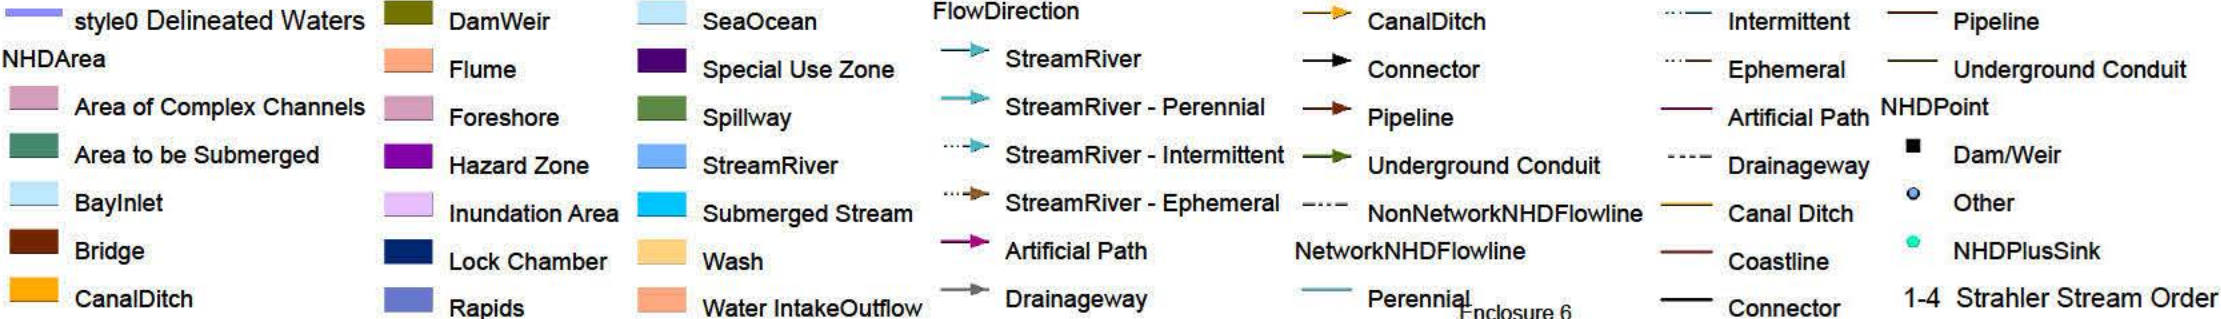 style0 Delineated Waters
NHDArea
Area of Complex Channels
Area to be Submerged
BayInlet
Bridge
CanalDitch
DamWeir
Flume
Foreshore
Hazard Zone
Inundation Area
Lock Chamber
Rapids
SeaOcean
Special Use Zone
Spillway
StreamRiver
Submerged Stream
Wash
Water IntakeOutflow
FlowDirection
StreamRiver
StreamRiver - Perennial
StreamRiver - Intermittent
StreamRiver - Ephemeral
Artificial Path
Drainageway
CanalDitch
Connector
Pipeline
Underground Conduit
NonNetworkNHDFlowline
NetworkNHDFlowline
Perennial
Enclosure 6
Intermittent
Ephemeral
Artificial Path
Drainageway
Canal Ditch
Coastline
Connector
Pipeline
Underground Conduit
NHDPoint
Dam/Weir
Other
NHDPlusSink
1-4 Strahler Stream Order